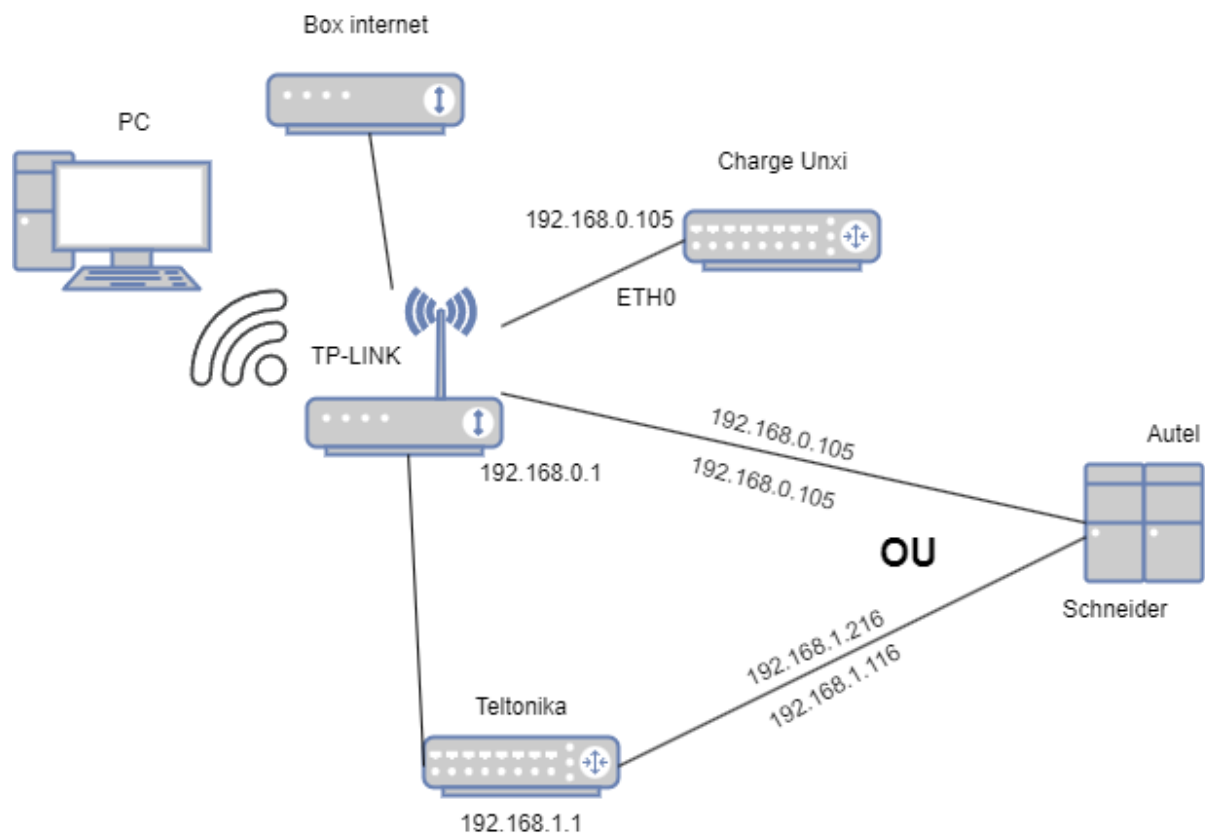 Box internet
PC
Charge Unxi
192.168.0.105
ETH0
TP-LINK
192.168.0.1
192.168.0.105
192.168.0.105
Autel
OU
Schneider
192.168.1.216
192.168.1.116
Teltonika
192.168.1.1